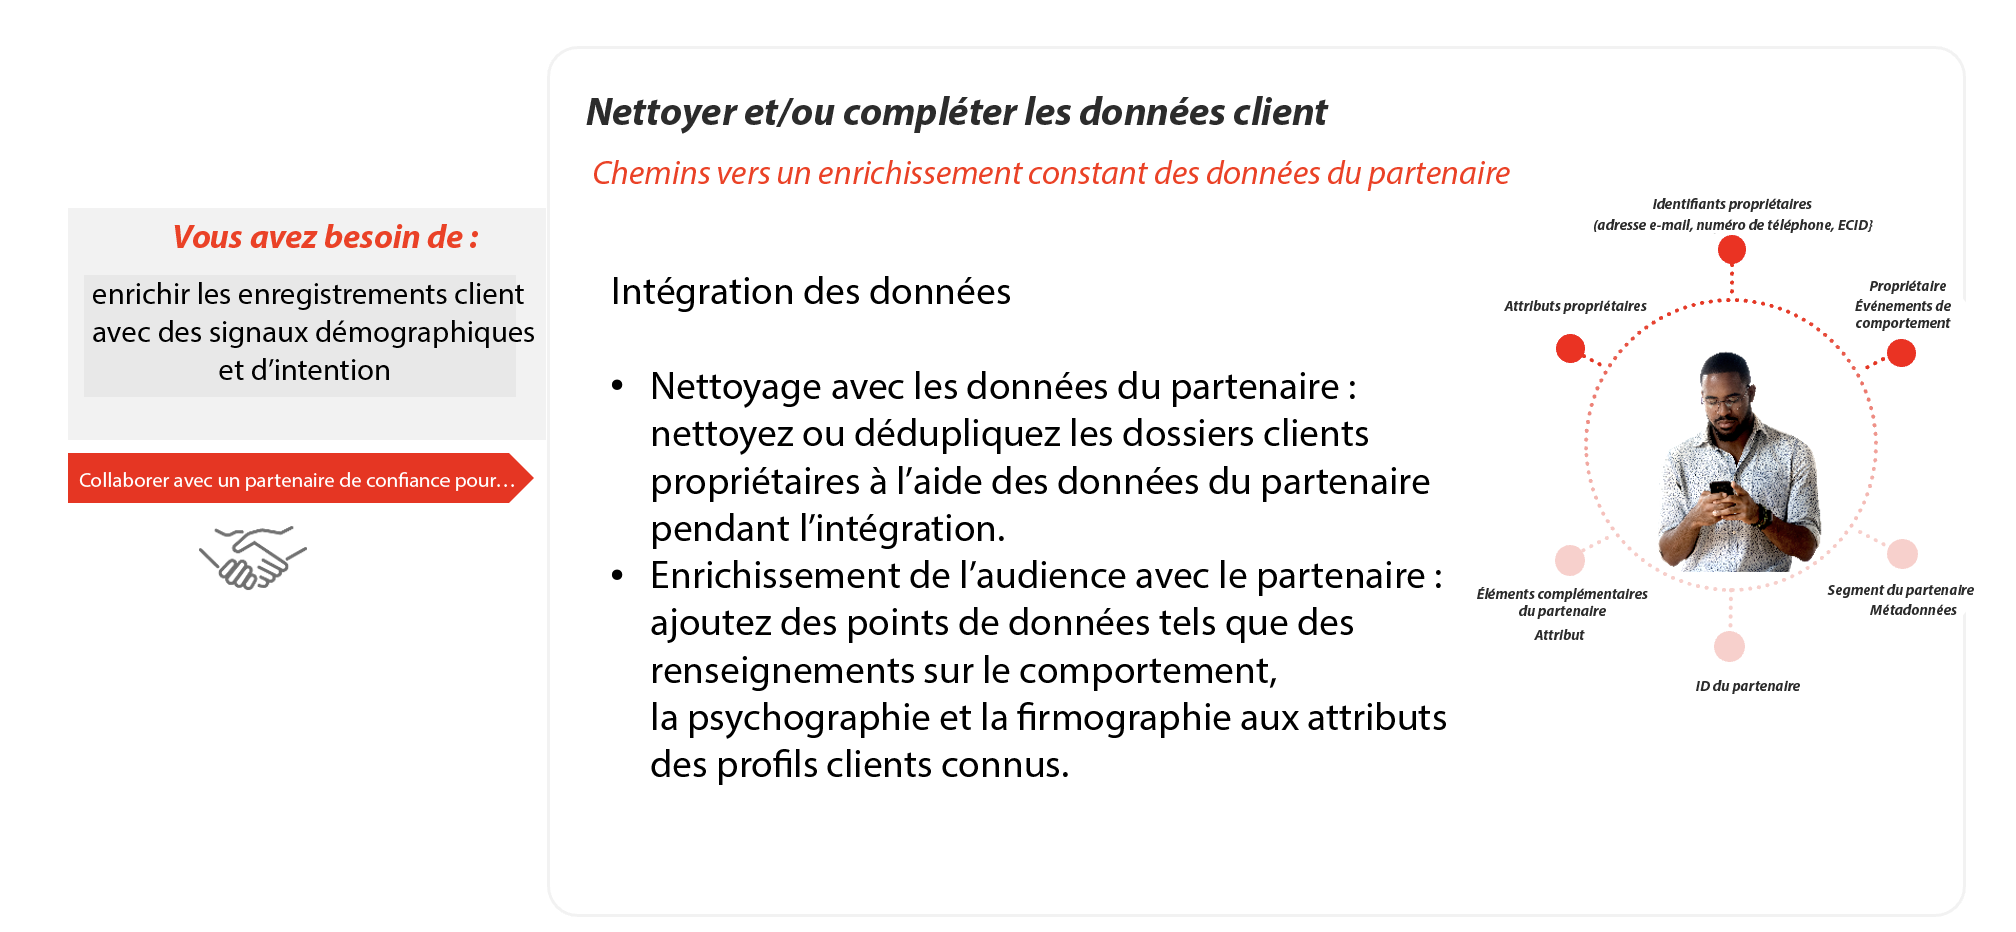 Nettoyer et/ou compléter les données client
Chemins vers un enrichissement constant des données du partenaire
Vous avez besoin de :
enrichir les enregistrements client
avec des signaux démographiques
et d’intention
Collaborer avec un partenaire de confiance pour…
Intégration des données
• Nettoyage avec les données du partenaire :
nettoyez ou dédupliquez les dossiers clients
propriétaires à l’aide des données du partenaire
pendant l’intégration.
• Enrichissement de l’audience avec le partenaire :
ajoutez des points de données tels que des
renseignements sur le comportement,
la psychographie et la firmographie aux attributs
des profils clients connus.
Identifiants propriétaires
(adresse e-mail, numéro de téléphone, ECID}
Attributs propriétaires
Propriétaire
Événements de
comportement
Éléments complémentaires
du partenaire
Attribut
Segment du partenaire
Métadonnées
ID du partenaire